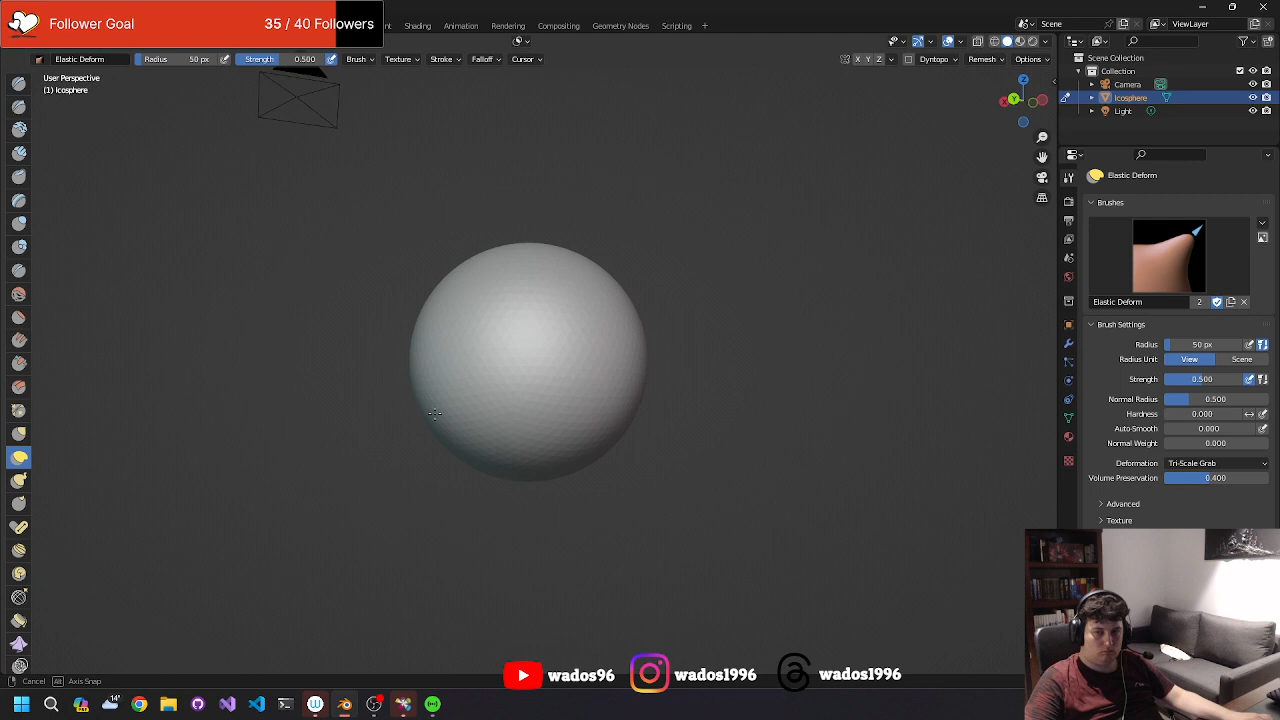 Follower Goal 35 / 40 Followers
Shading Animation Rendering Compositing Geometry Nodes Scripting +
Scene ViewLayer
Elastic Deform Radius 50 px Strength 0.500 Brush Texture Stroke Falloff Cursor
X Y Z Dyntopo Remesh Options
User Perspective
(1) Icosphere
Z
X Y
Scene Collection
Collection
Camera
Icosphere
Light
Elastic Deform
Brushes
Elastic Deform 2
Brush Settings
Radius 50 px
Radius Unit View Scene
Strength 0.500
Normal Radius 0.500
Hardness 0.000
Auto-Smooth 0.000
Normal Weight 0.000
Deformation Tri-Scale Grab
Volume Preservation 0.400
Advanced
Texture
Cancel Alt Axis Snap
wados96 wados1996 wados1996
14°